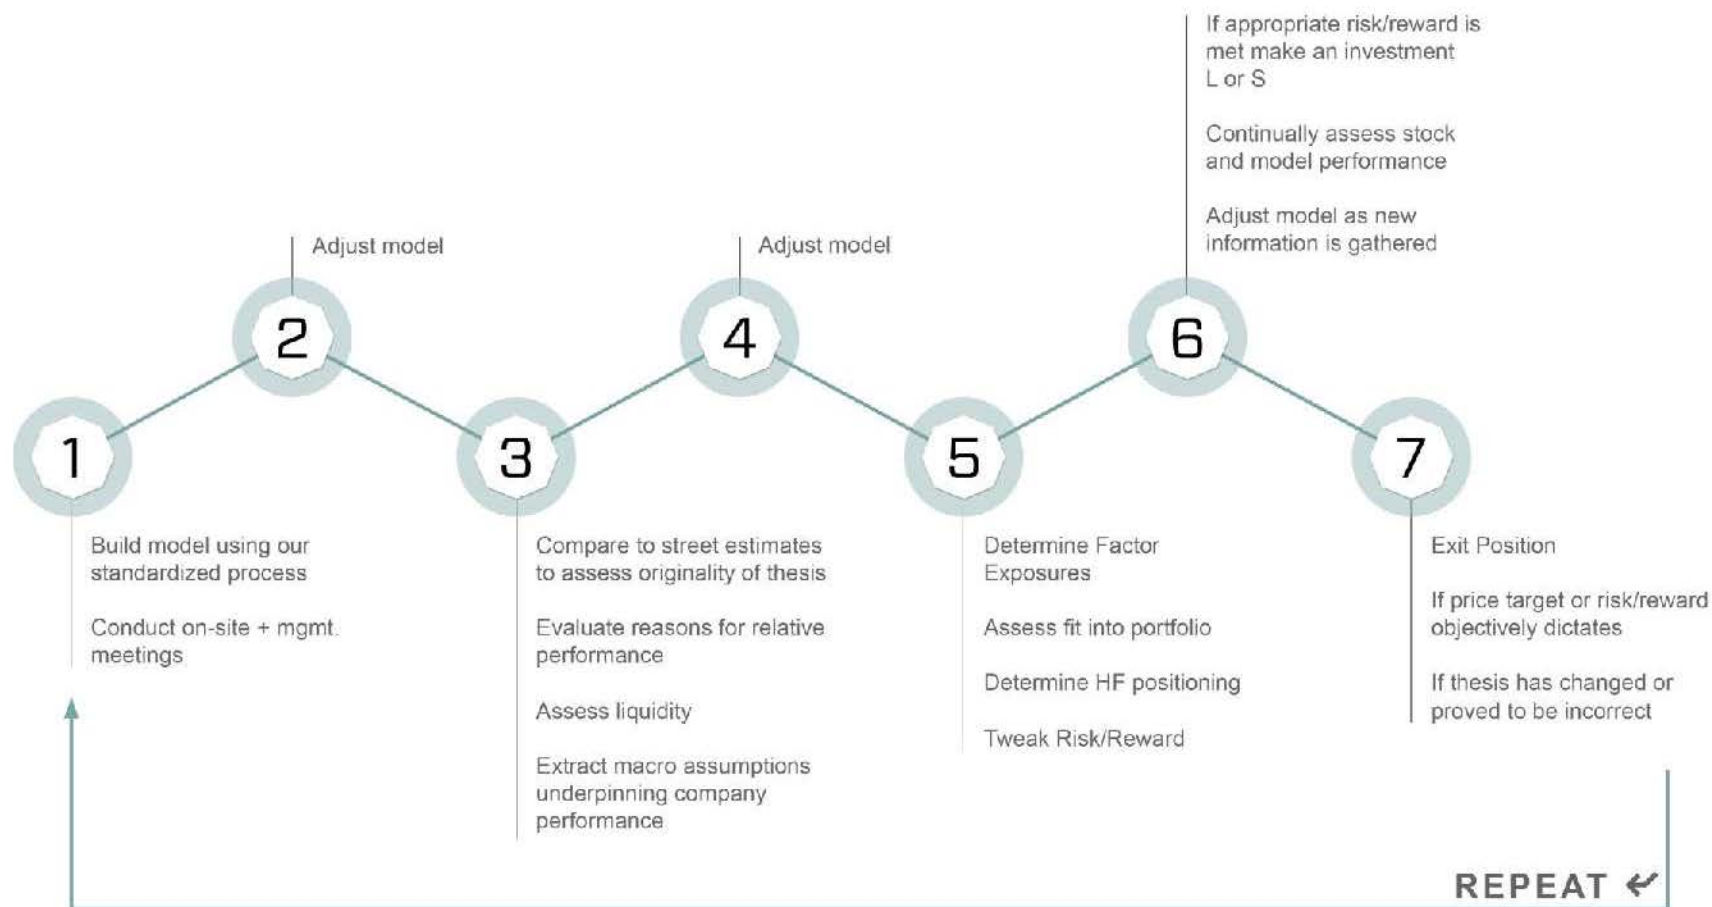 1
Build model using our
standardized process
Conduct on-site + mgmt.
meetings
2
Adjust model
3
Compare to street estimates
to assess originality of thesis
Evaluate reasons for relative
performance
Assess liquidity
Extract macro assumptions
underpinning company
performance
4
Adjust model
5
Determine Factor
Exposures
Assess fit into portfolio
Determine HF positioning
Tweak Risk/Reward
6
If appropriate risk/reward is
met make an investment
L or S
Continually assess stock
and model performance
Adjust model as new
information is gathered
7
Exit Position
If price target or risk/reward
objectively dictates
If thesis has changed or
proved to be incorrect
REPEAT